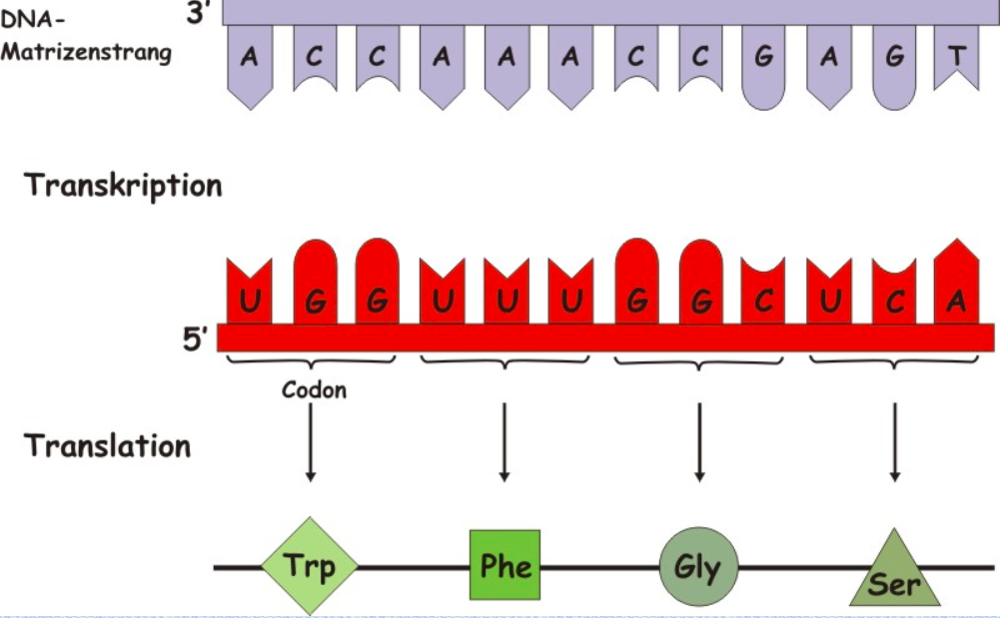 DNA-
Matrizenstrang
3'
A C C A A A C C G A G T
Transkription
U G G U U U G G C U C A
5'
Codon
Translation
Trp Phe Gly Ser